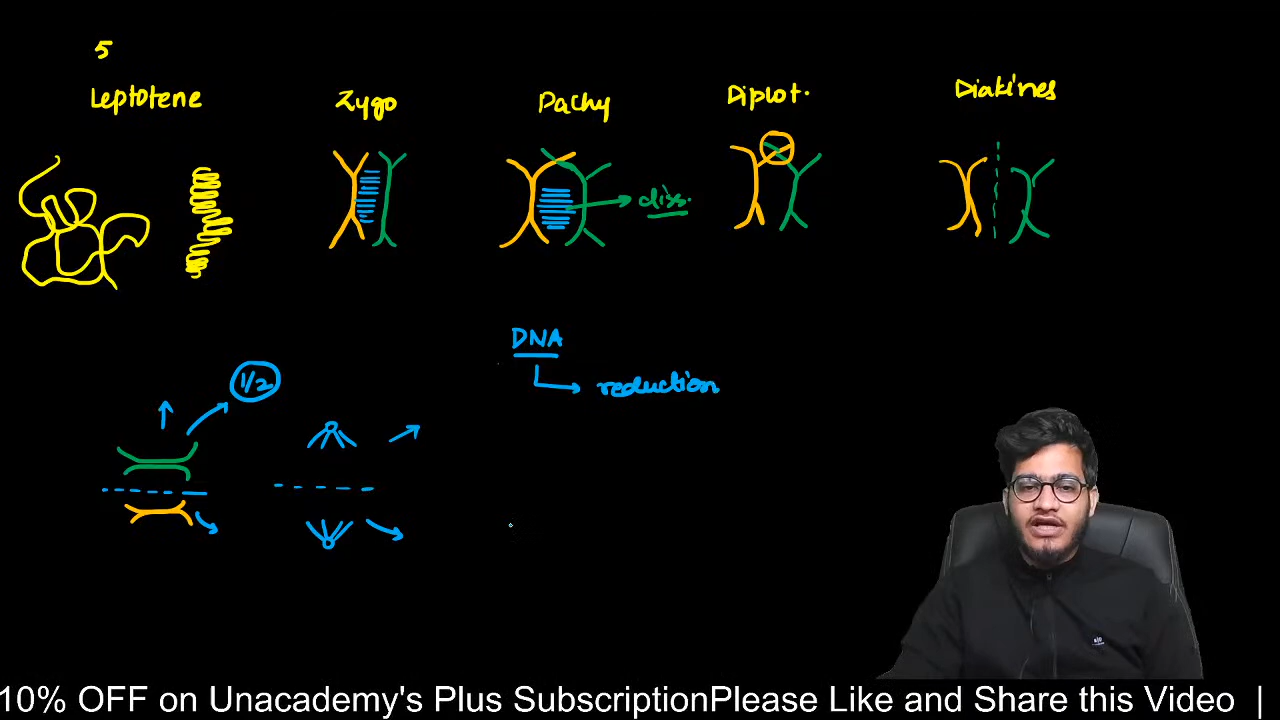 5
Leptotene
Zygo
Pachy
Diplot.
Diakines
diss.
1/2
DNA
reduction
10% OFF on Unacademy's Plus SubscriptionPlease Like and Share this Video |